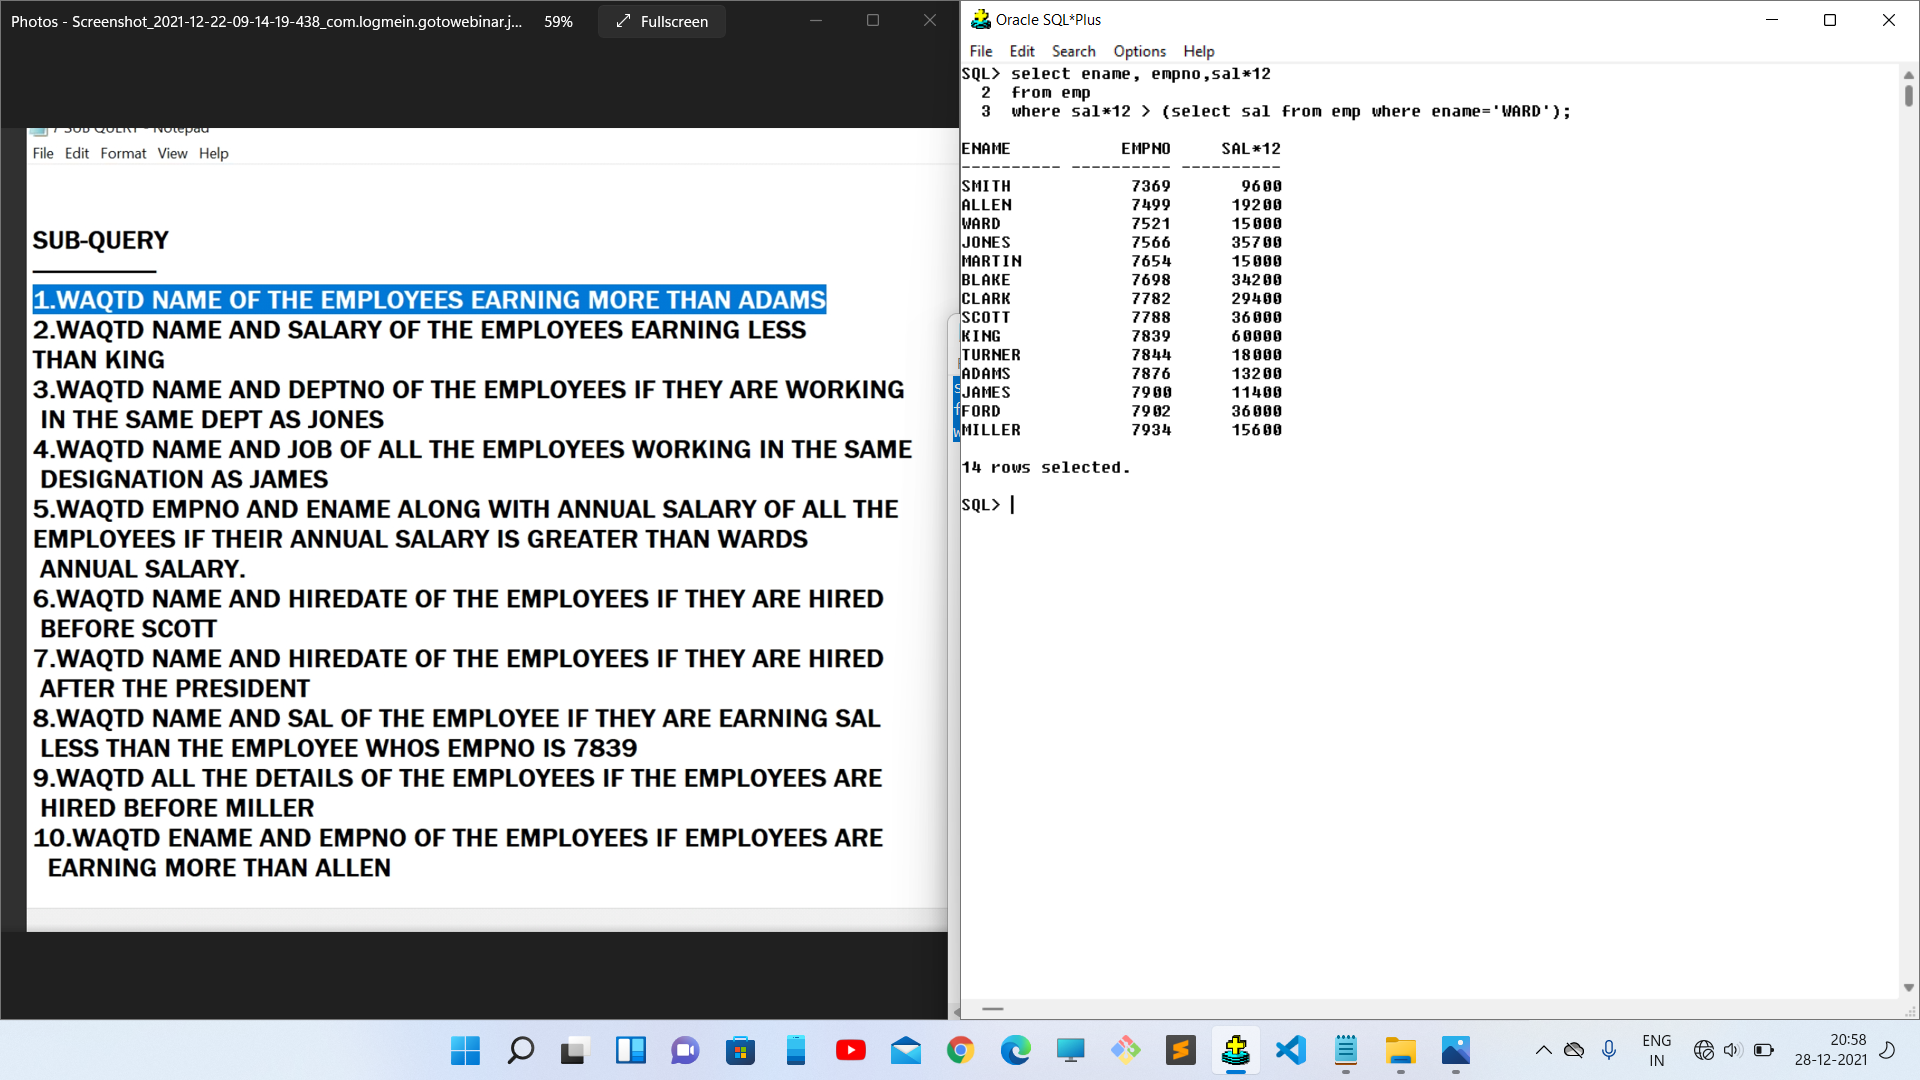 Photos - Screenshot_2021-12-22-09-14-19-438_com.logmein.gotowebinar.j...
59%
Fullscreen
7 SUB QUERY - Notepad
File Edit Format View Help
SUB-QUERY
1.WAQTD NAME OF THE EMPLOYEES EARNING MORE THAN ADAMS
2.WAQTD NAME AND SALARY OF THE EMPLOYEES EARNING LESS
THAN KING
3.WAQTD NAME AND DEPTNO OF THE EMPLOYEES IF THEY ARE WORKING
IN THE SAME DEPT AS JONES
4.WAQTD NAME AND JOB OF ALL THE EMPLOYEES WORKING IN THE SAME
DESIGNATION AS JAMES
5.WAQTD EMPNO AND ENAME ALONG WITH ANNUAL SALARY OF ALL THE
EMPLOYEES IF THEIR ANNUAL SALARY IS GREATER THAN WARDS
ANNUAL SALARY.
6.WAQTD NAME AND HIREDATE OF THE EMPLOYEES IF THEY ARE HIRED
BEFORE SCOTT
7.WAQTD NAME AND HIREDATE OF THE EMPLOYEES IF THEY ARE HIRED
AFTER THE PRESIDENT
8.WAQTD NAME AND SAL OF THE EMPLOYEE IF THEY ARE EARNING SAL
LESS THAN THE EMPLOYEE WHOS EMPNO IS 7839
9.WAQTD ALL THE DETAILS OF THE EMPLOYEES IF THE EMPLOYEES ARE
HIRED BEFORE MILLER
10.WAQTD ENAME AND EMPNO OF THE EMPLOYEES IF EMPLOYEES ARE
EARNING MORE THAN ALLEN
Oracle SQL*Plus
File Edit Search Options Help
SQL> select ename, empno,sal*12
2 from emp
3 where sal*12 > (select sal from emp where ename='WARD');
ENAME EMPNO SAL*12
---------- ---------- ----------
SMITH 7369 9600
ALLEN 7499 19200
WARD 7521 15000
JONES 7566 35700
MARTIN 7654 15000
BLAKE 7698 34200
CLARK 7782 29400
SCOTT 7788 36000
KING 7839 60000
TURNER 7844 18000
ADAMS 7876 13200
JAMES 7900 11400
FORD 7902 36000
MILLER 7934 15600
14 rows selected.
SQL>
ENG
IN
20:58
28-12-2021